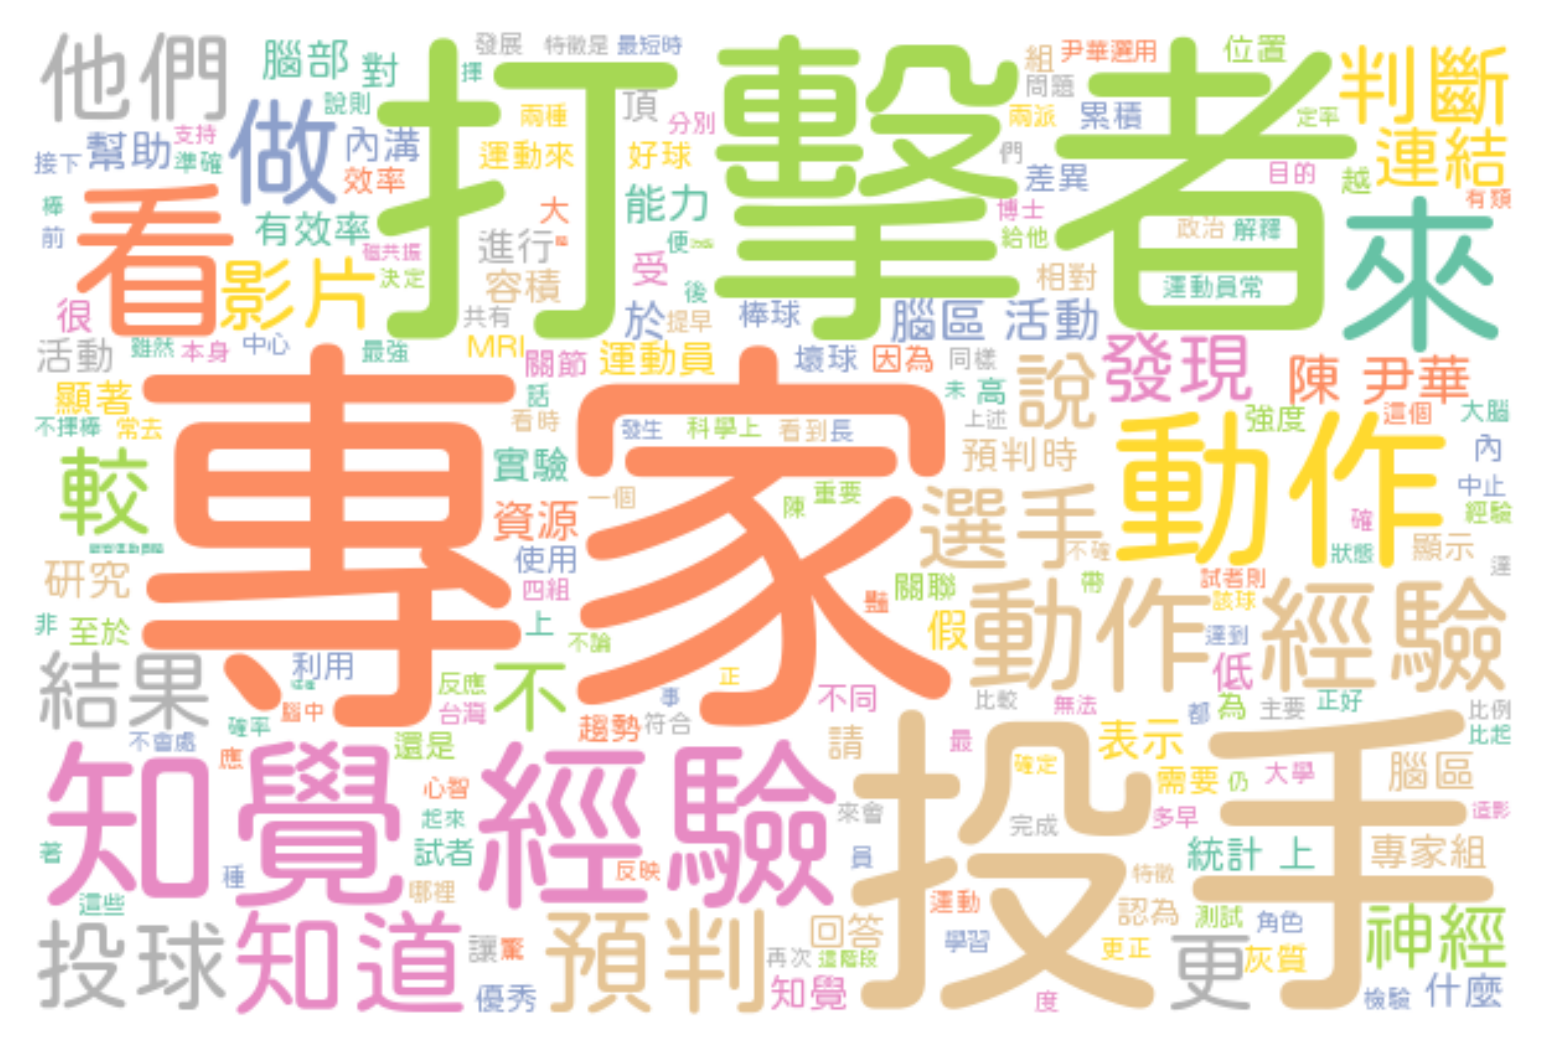 他們
腦部
對
發展
特徵是
最短時
揮
說則
打擊者
頂
兩種
分別
組
尹華選用
問題
位置
兩派
累積
定率
判斷
連結
支持
接下
幫助
準確
做
內溝
效率
運動來
好球
們
差異
目的
越
有類
棒
前
看
有效率
能力
大
博士
給他
政治
解釋
來
磁共振
進行
決定
便
受
影片
容積
後
相對
運動員常
很
共有
於
提早
棒球
腦區
活動
活動
雖然
本身
中心
最強
MRI
關節
運動員
壞球
因為
同樣
說
發現
陳
尹華
顯著
專家
話
未
高
上述
強度
這個
大腦
不揮棒
常去
看時
發生
科學上
看到
長
預判時
動作
內
較
實驗
一個
陳
重要
選手
中止
資源
確
經驗
不確
狀態
顯示
使用
達
研究
四組
關聯
帶
試者則
該球
非
至於
上
不論
假
動作
經驗
達到
結果
利用
不
反應
正
事
不同
比較
無法
低
都
為
主要
正好
比例
比起
腦中
台灣
確率
趨勢
符合
不會處
應
還是
請
最
表示
知覺
經驗
心智
確定
需要
仍
大學
腦區
投手
起來
來會
完成
多早
造影
著
試者
統計
上
專家組
種
反映
員
特徵
哪裡
這些
運動
認為
測試
角色
神經
投球
知道
讓
預判
回答
學習
更正
更
灰質
再次
這階段
優秀
知覺
度
檢驗
什麼